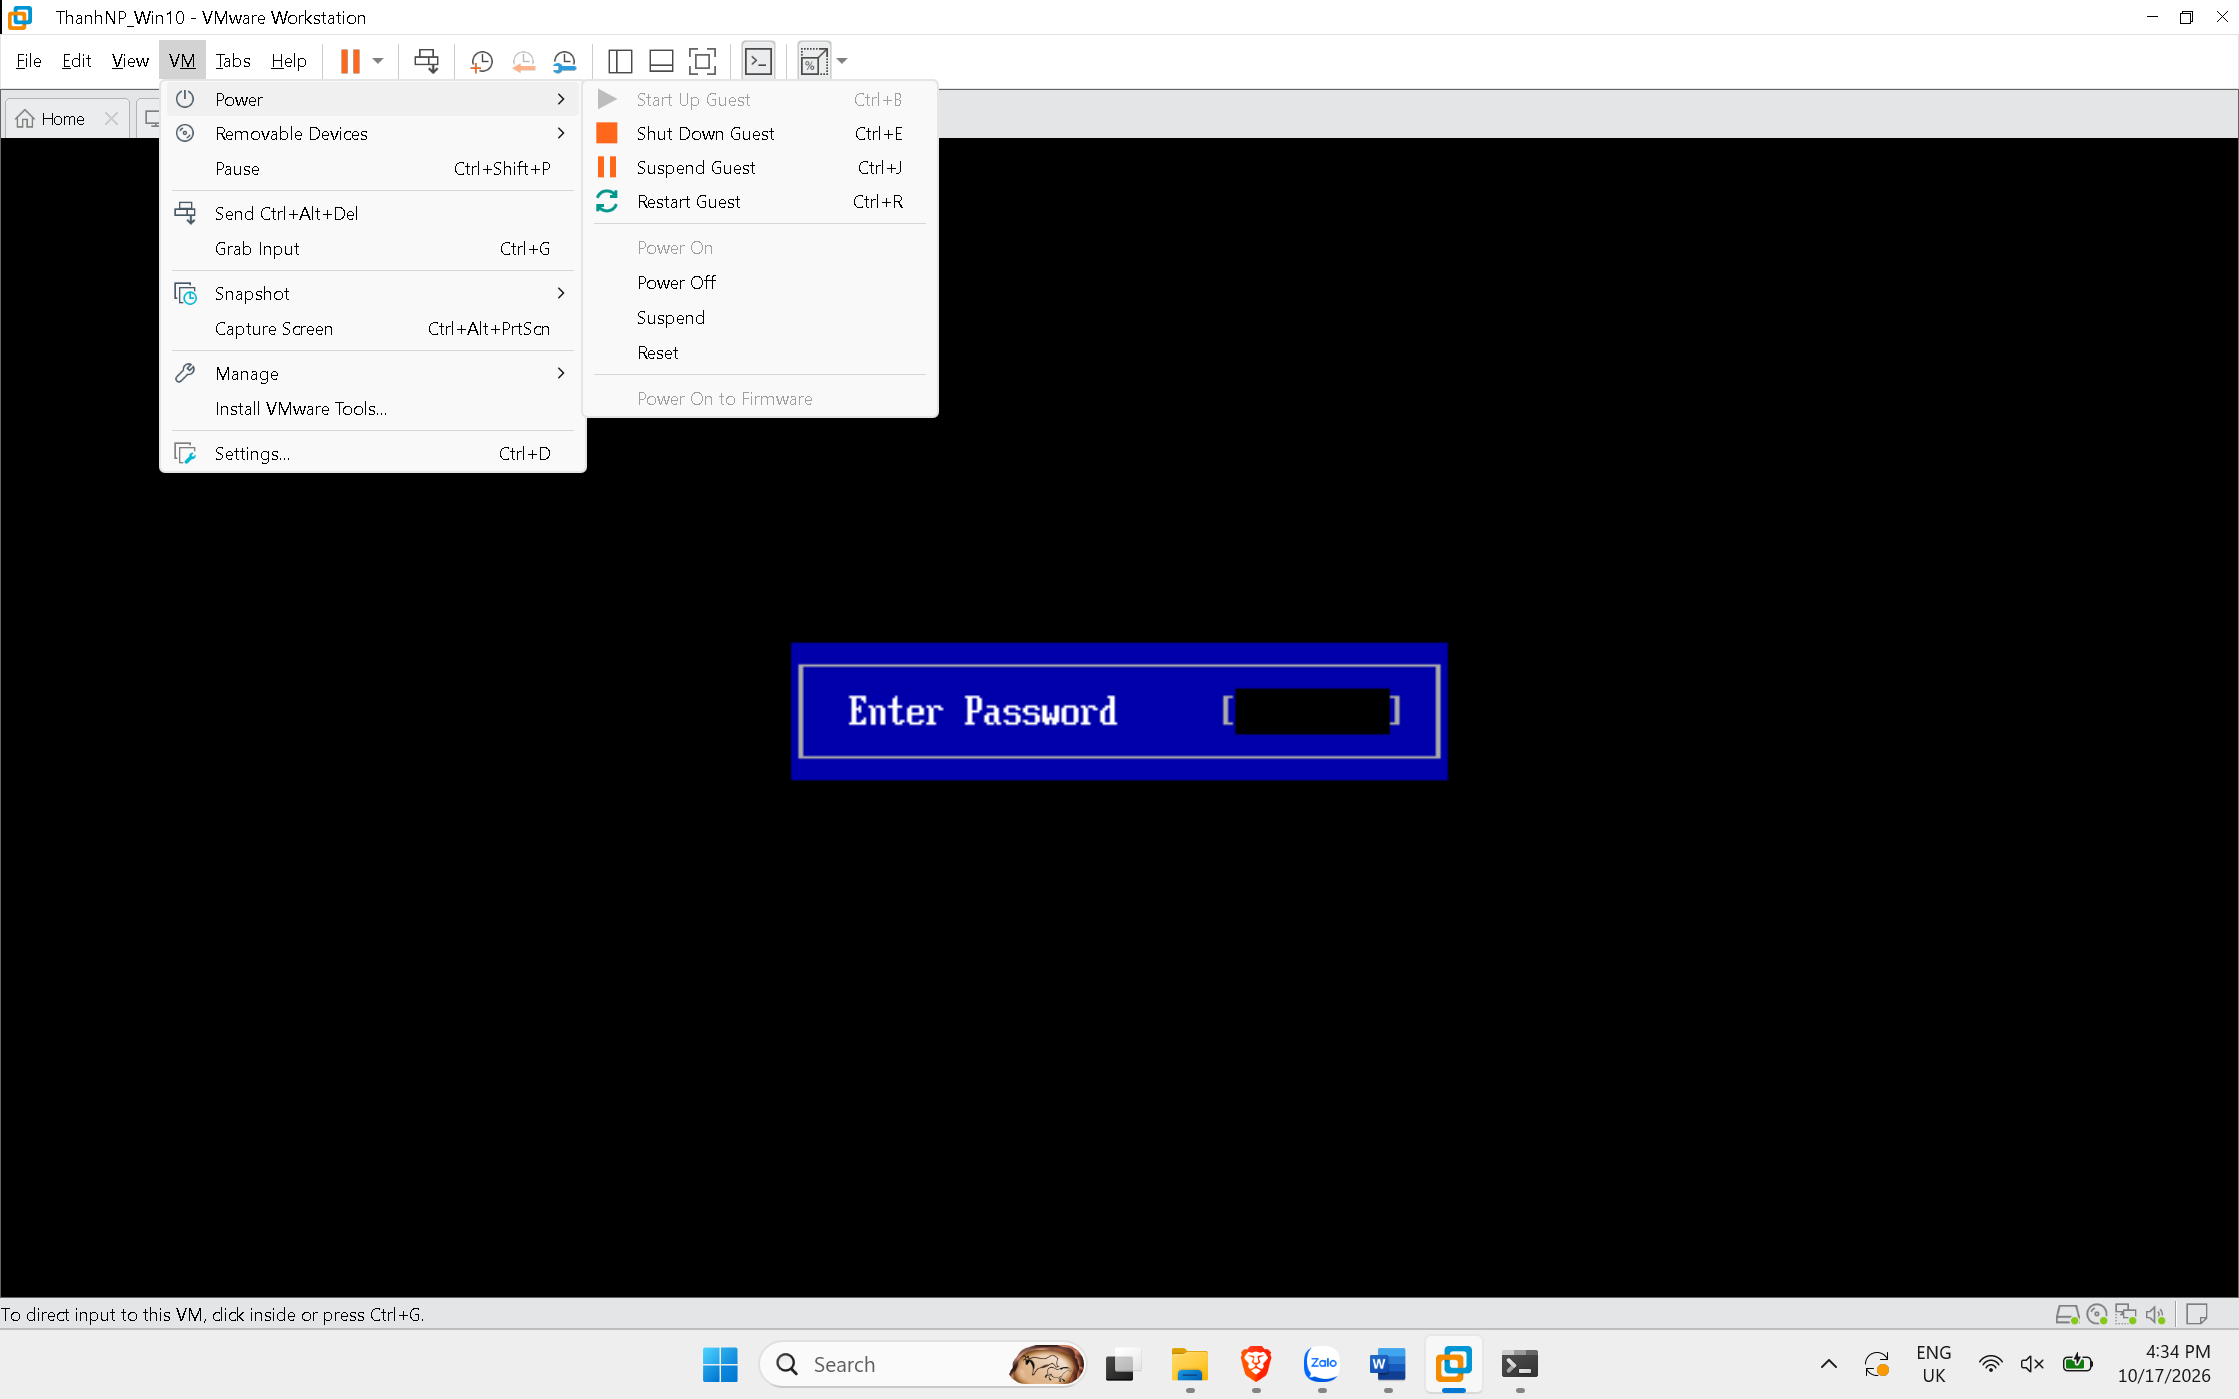 ThanhNP_Win10 - VMware Workstation
File Edit View VM Tabs Help
Home
Power
Removable Devices
Pause Ctrl+Shift+P
Send Ctrl+Alt+Del
Grab Input Ctrl+G
Snapshot
Capture Screen Ctrl+Alt+PrtScn
Manage
Install VMware Tools...
Settings... Ctrl+D
Start Up Guest Ctrl+B
Shut Down Guest Ctrl+E
Suspend Guest Ctrl+J
Restart Guest Ctrl+R
Power On
Power Off
Suspend
Reset
Power On to Firmware
Enter Password [ ]
To direct input to this VM, click inside or press Ctrl+G.
Search
Zalo
W
ENG
UK
4:34 PM
10/17/2026